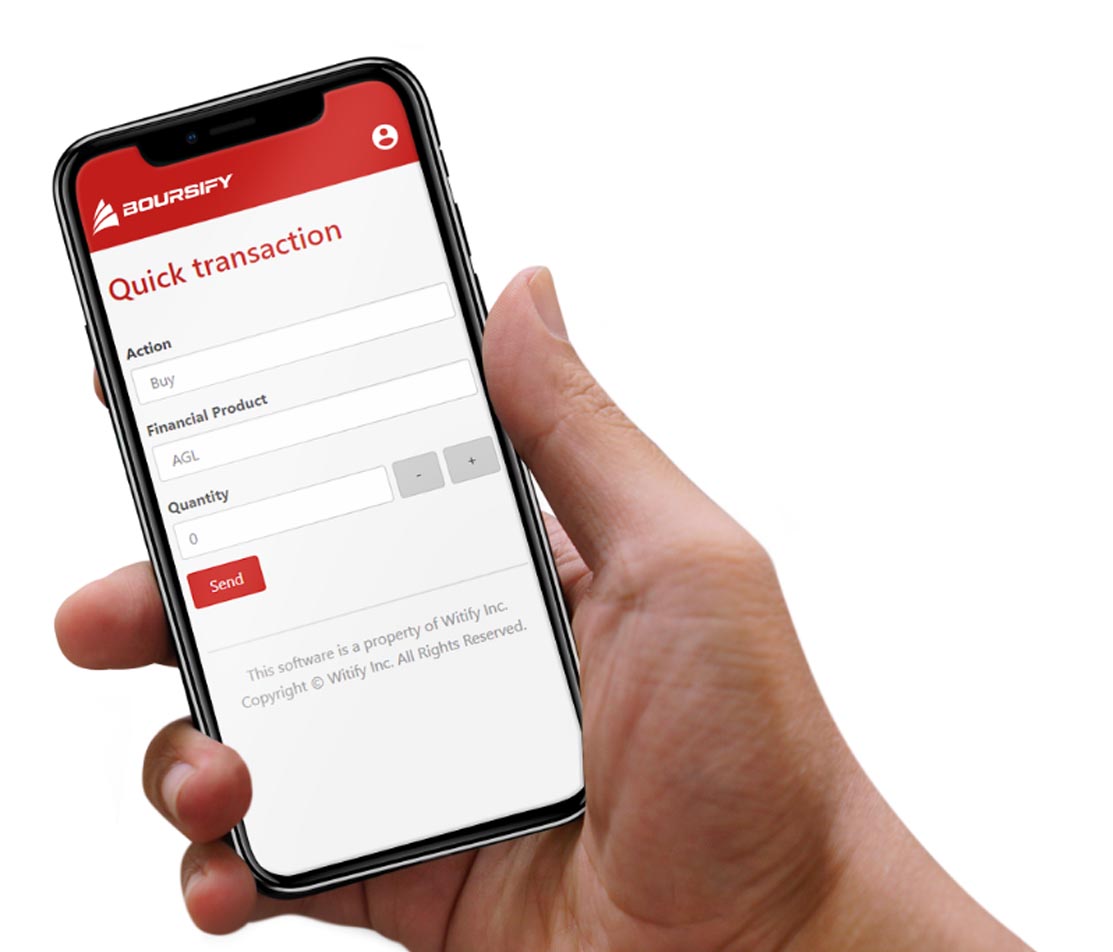 BOURSIFY
Quick transaction
Action
Buy
Financial Product
AGL
Quantity
0
-
+
Send
This software is a property of Witify Inc.
Copyright © Witify Inc. All Rights Reserved.